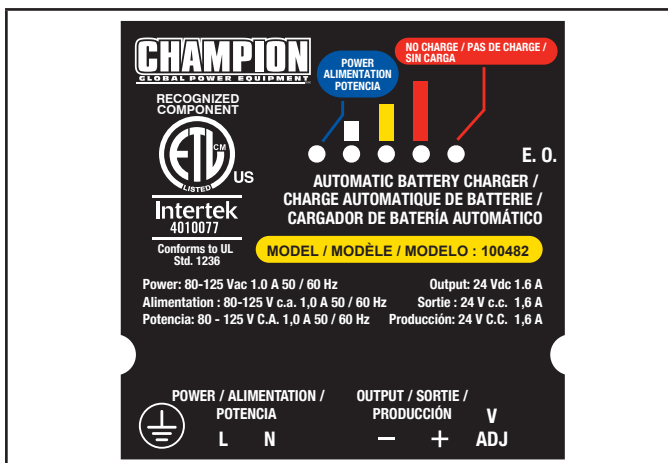 CHAMPION
GLOBAL POWER EQUIPMENT
POWER
ALIMENTATION
POTENCIA
NO CHARGE / PAS DE CHARGE /
SIN CARGA
RECOGNIZED
COMPONENT
ETL CM
LISTED
US
Intertek
4010077
Conforms to UL
Std. 1236
E. O.
AUTOMATIC BATTERY CHARGER /
CHARGE AUTOMATIQUE DE BATTERIE /
CARGADOR DE BATERÍA AUTOMÁTICO
MODEL / MODÈLE / MODELO : 100482
Power: 80-125 Vac 1.0 A 50 / 60 Hz Output: 24 Vdc 1.6 A
Alimentation : 80-125 V c.a. 1,0 A 50 / 60 Hz Sortie : 24 V c.c. 1,6 A
Potencia: 80 - 125 V C.A. 1,0 A 50 / 60 Hz Producción: 24 V C.C. 1,6 A
POWER / ALIMENTATION /
POTENCIA
L N
OUTPUT / SORTIE /
PRODUCCIÓN
− +
V
ADJ